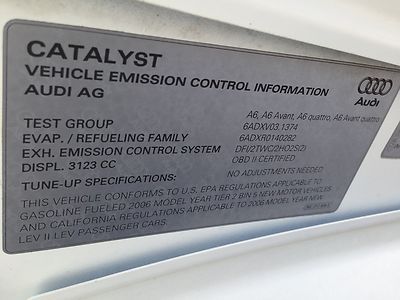 CATALYST
VEHICLE EMISSION CONTROL INFORMATION
AUDI AG
Audi
A6, A6 Avant, A6 quattro, A6 Avant quattro
TEST GROUP 6ADXV03.1374
EVAP. / REFUELING FAMILY 6ADXR0140282
EXH. EMISSION CONTROL SYSTEM DFI/2TWC/2HO2S(2)
DISPL. 3123 CC OBD II CERTIFIED
TUNE-UP SPECIFICATIONS: NO ADJUSTMENTS NEEDED
THIS VEHICLE CONFORMS TO U.S. EPA REGULATIONS APPLICABLE TO
GASOLINE FUELED 2006 MODEL YEAR TIER 2 BIN 5 NEW MOTOR VEHICLES
AND CALIFORNIA REGULATIONS APPLICABLE TO 2006 MODEL YEAR NEW
LEV II LEV PASSENGER CARS.